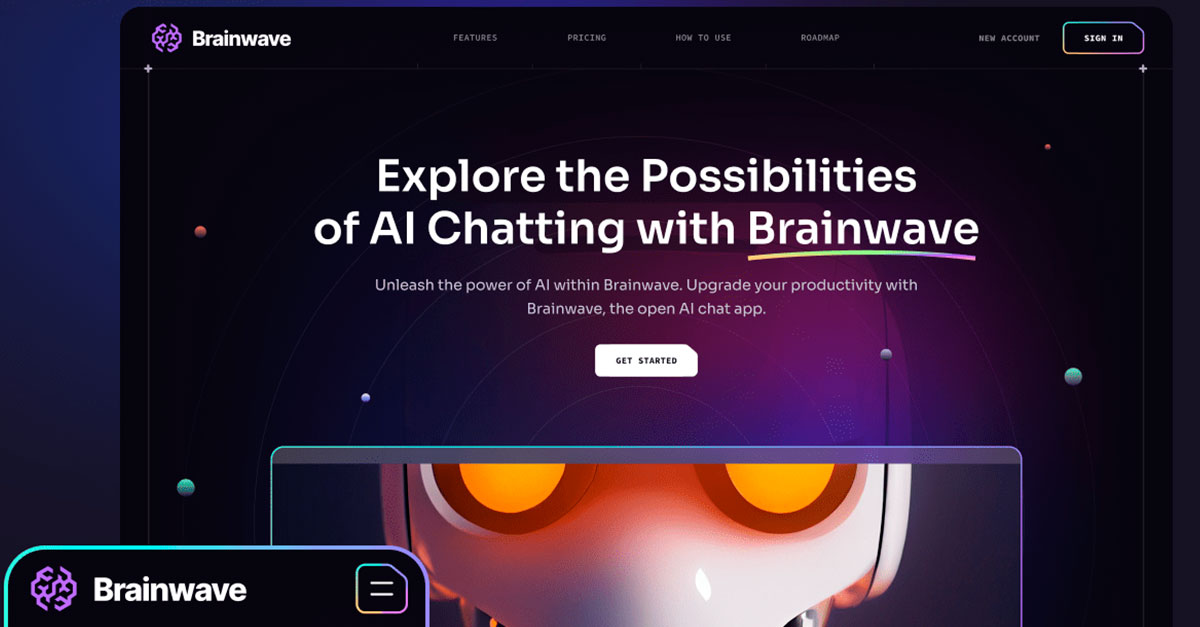 Brainwave
FEATURES
PRICING
HOW TO USE
ROADMAP
NEW ACCOUNT
SIGN IN
Explore the Possibilities
of AI Chatting with Brainwave
Unleash the power of AI within Brainwave. Upgrade your productivity with
Brainwave, the open AI chat app.
GET STARTED
Brainwave